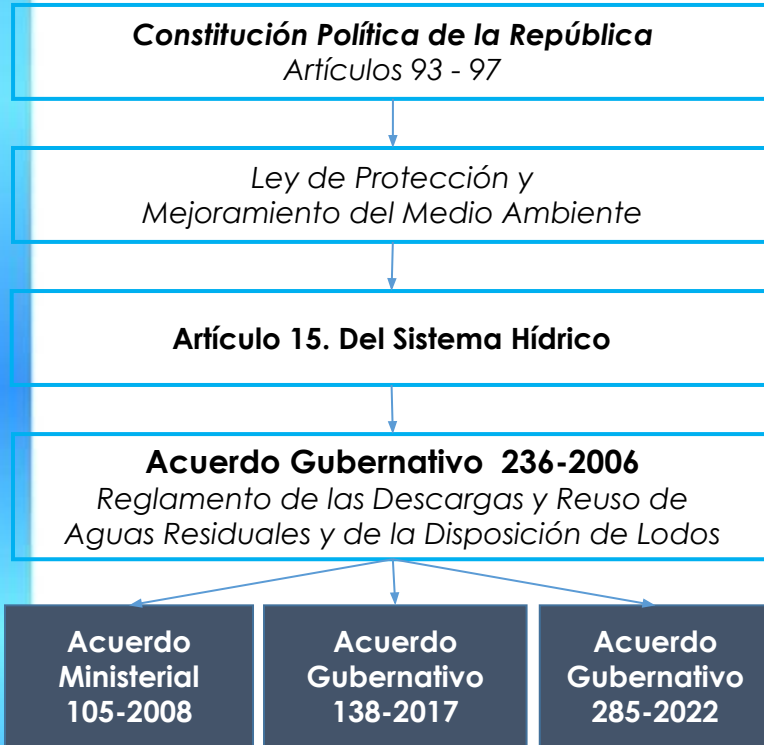 Constitución Política de la República
Artículos 93 - 97
Ley de Protección y
Mejoramiento del Medio Ambiente
Artículo 15. Del Sistema Hídrico
Acuerdo Gubernativo 236-2006
Reglamento de las Descargas y Reuso de
Aguas Residuales y de la Disposición de Lodos
Acuerdo
Ministerial
105-2008
Acuerdo
Gubernativo
138-2017
Acuerdo
Gubernativo
285-2022